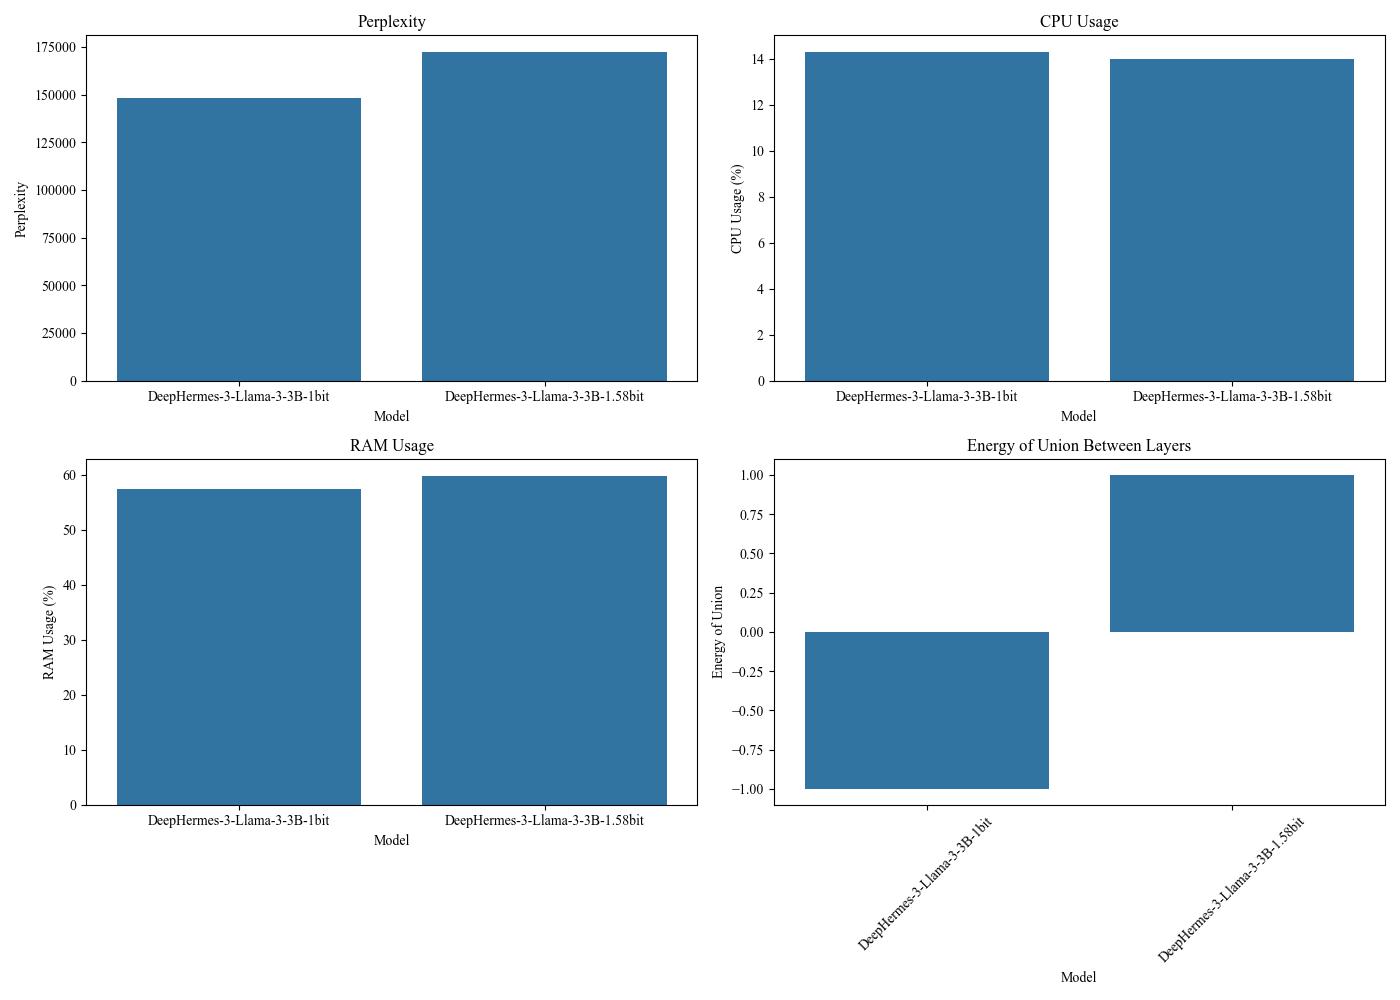 Perplexity
175000
150000
125000
100000
75000
50000
25000
0
Perplexity
DeepHermes-3-Llama-3-3B-1bit
DeepHermes-3-Llama-3-3B-1.58bit
Model
CPU Usage
14
12
10
8
6
4
2
0
CPU Usage (%)
DeepHermes-3-Llama-3-3B-1bit
DeepHermes-3-Llama-3-3B-1.58bit
Model
RAM Usage
60
50
40
30
20
10
0
RAM Usage (%)
DeepHermes-3-Llama-3-3B-1bit
DeepHermes-3-Llama-3-3B-1.58bit
Model
Energy of Union Between Layers
1.00
0.75
0.50
0.25
0.00
−0.25
−0.50
−0.75
−1.00
Energy of Union
DeepHermes-3-Llama-3-3B-1bit
DeepHermes-3-Llama-3-3B-1.58bit
Model